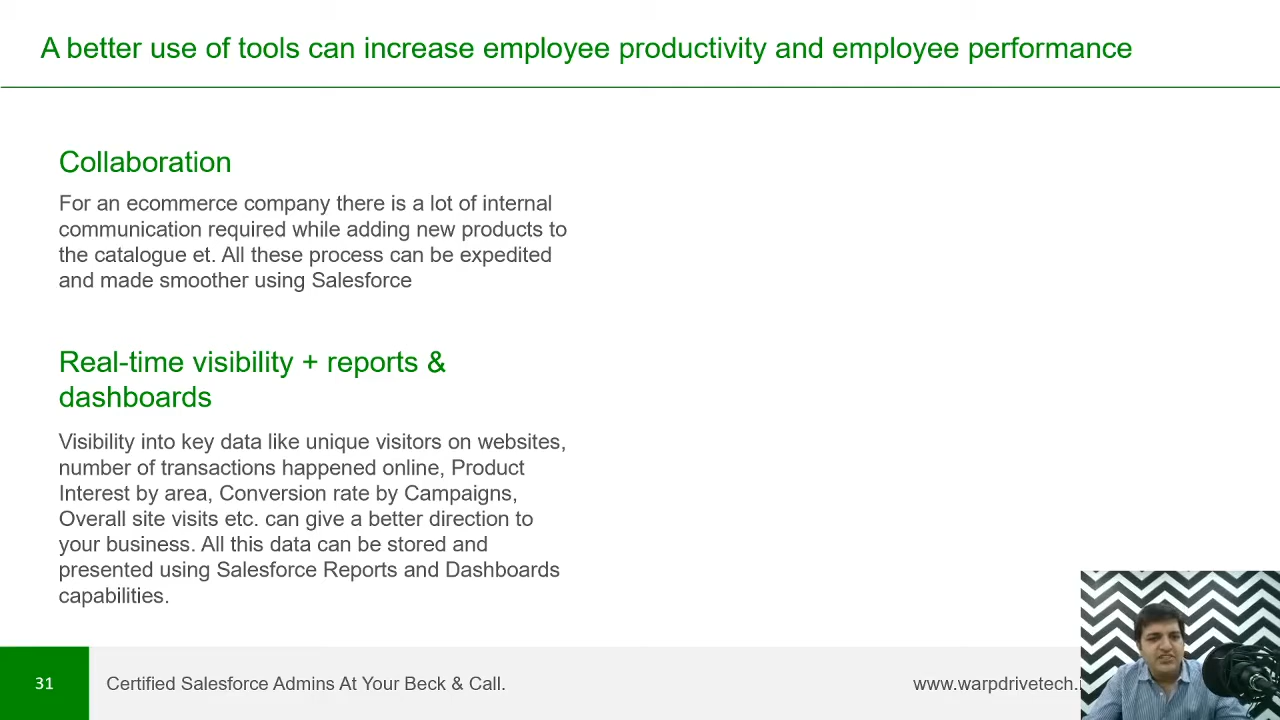 A better use of tools can increase employee productivity and employee performance
Collaboration
For an ecommerce company there is a lot of internal
communication required while adding new products to
the catalogue et. All these process can be expedited
and made smoother using Salesforce
Real-time visibility + reports &
dashboards
Visibility into key data like unique visitors on websites,
number of transactions happened online, Product
Interest by area, Conversion rate by Campaigns,
Overall site visits etc. can give a better direction to
your business. All this data can be stored and
presented using Salesforce Reports and Dashboards
capabilities.
31
Certified Salesforce Admins At Your Beck & Call.
www.warpdrivetech.